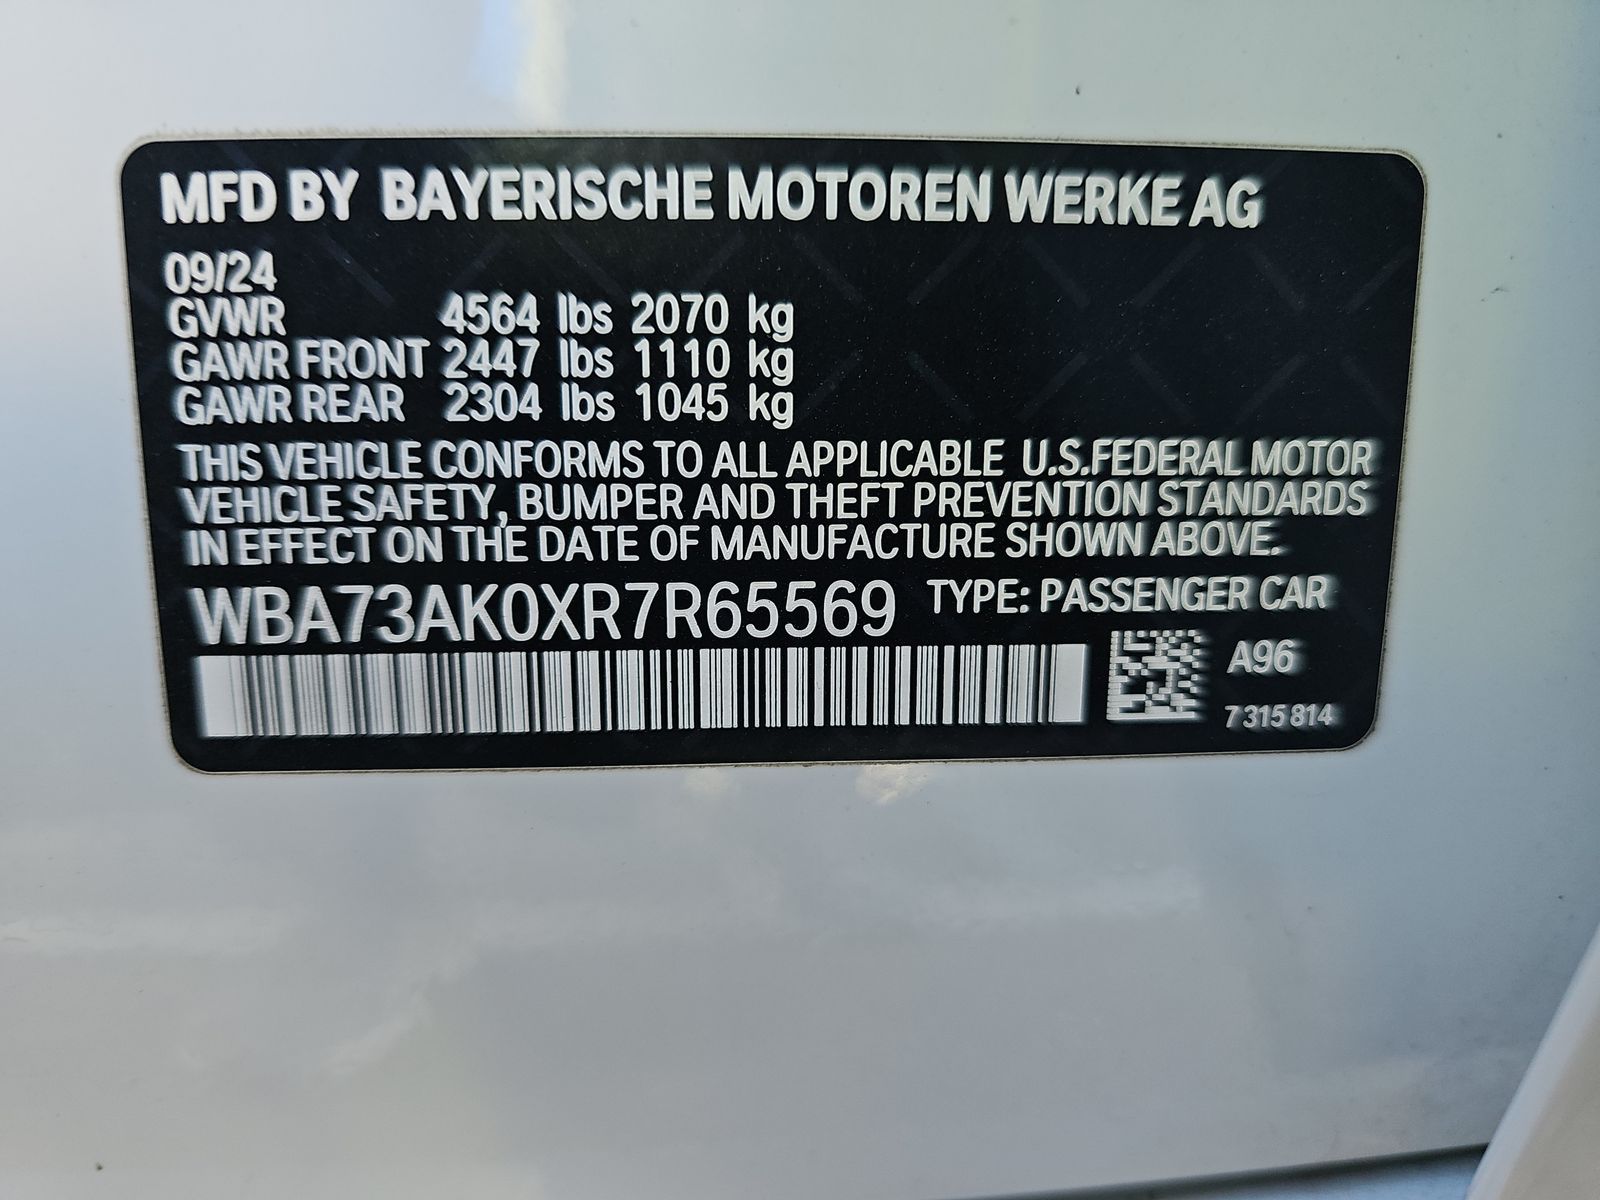 MFD BY BAYERISCHE MOTOREN WERKE AG
09/24
GVWR 4564 lbs 2070 kg
GAWR FRONT 2447 lbs 1110 kg
GAWR REAR 2304 lbs 1045 kg
THIS VEHICLE CONFORMS TO ALL APPLICABLE U.S.FEDERAL MOTOR
VEHICLE SAFETY, BUMPER AND THEFT PREVENTION STANDARDS
IN EFFECT ON THE DATE OF MANUFACTURE SHOWN ABOVE.
WBA73AK0XR7R65569 TYPE: PASSENGER CAR
A96
7 315 814